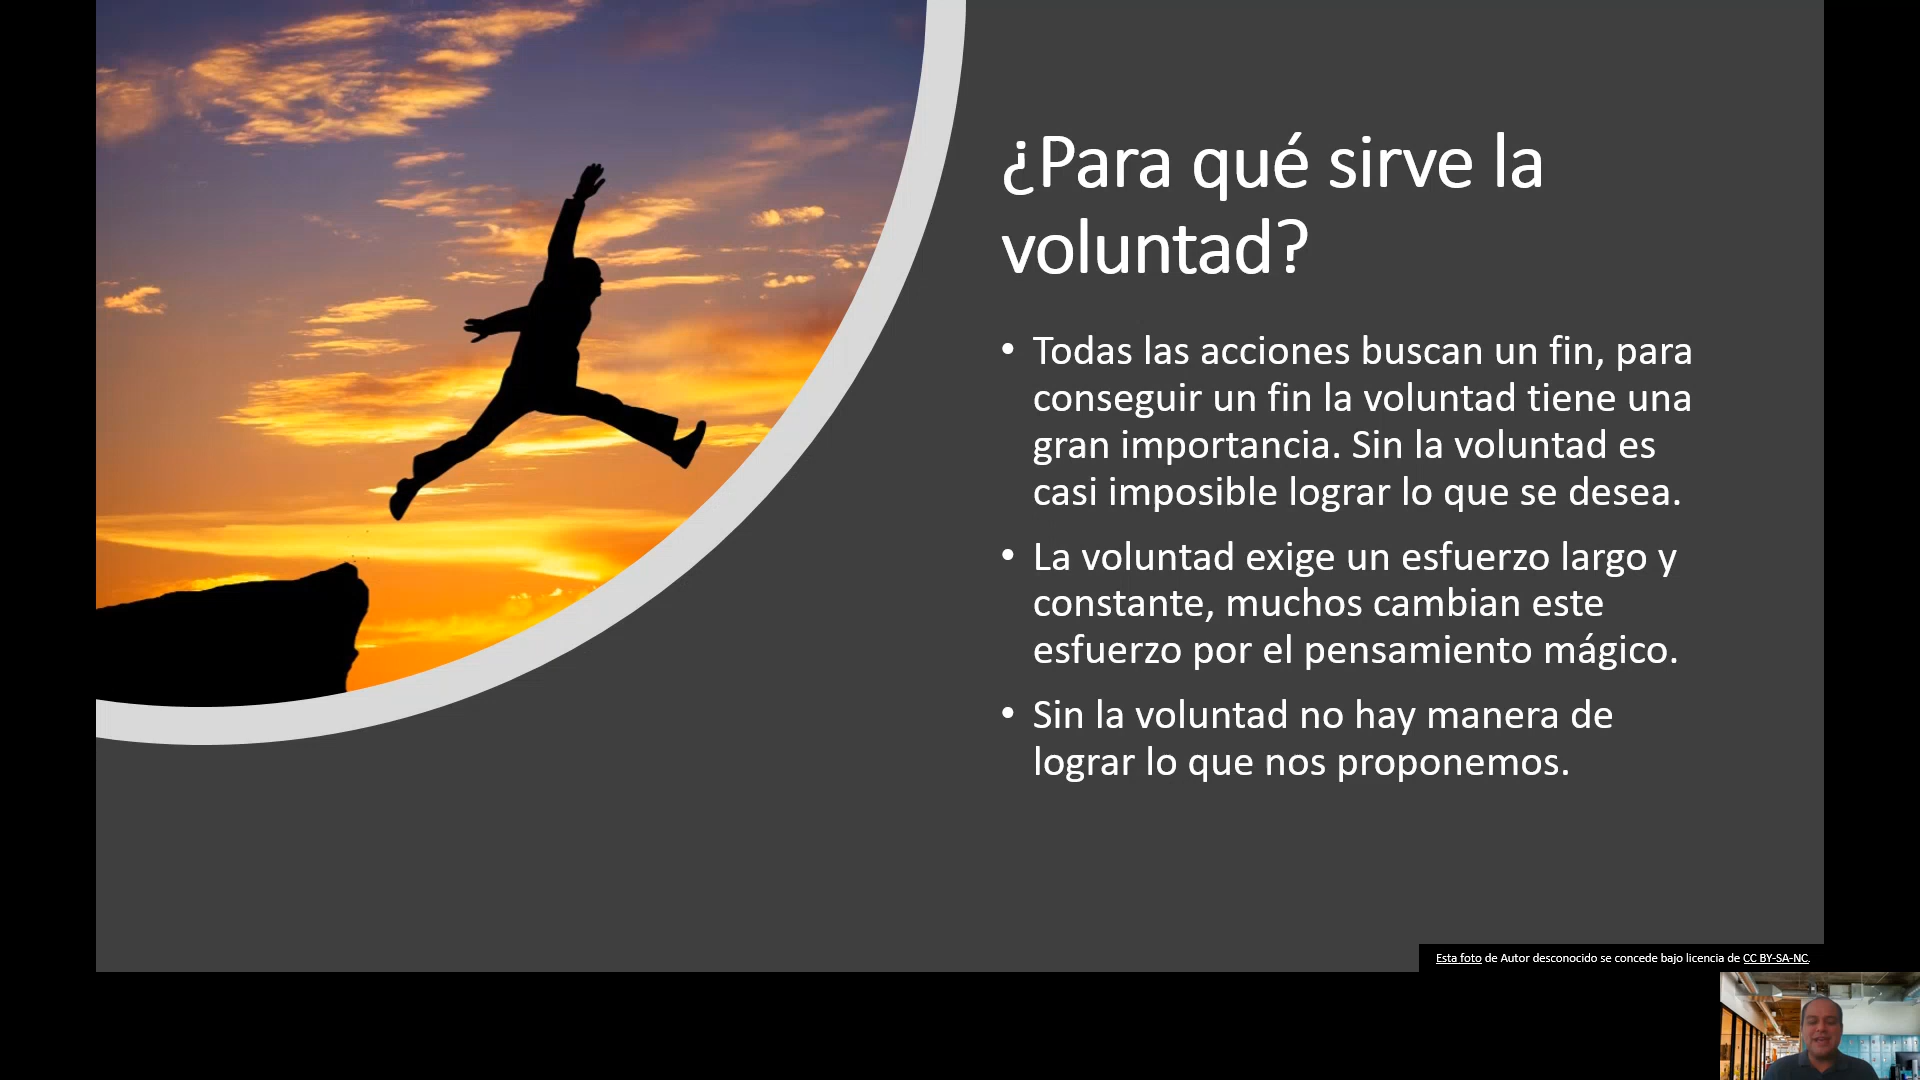 ¿Para qué sirve la
voluntad?
• Todas las acciones buscan un fin, para
conseguir un fin la voluntad tiene una
gran importancia. Sin la voluntad es
casi imposible lograr lo que se desea.
• La voluntad exige un esfuerzo largo y
constante, muchos cambian este
esfuerzo por el pensamiento mágico.
• Sin la voluntad no hay manera de
lograr lo que nos proponemos.
Esta foto de Autor desconocido se concede bajo licencia de CC BY-SA-NC.